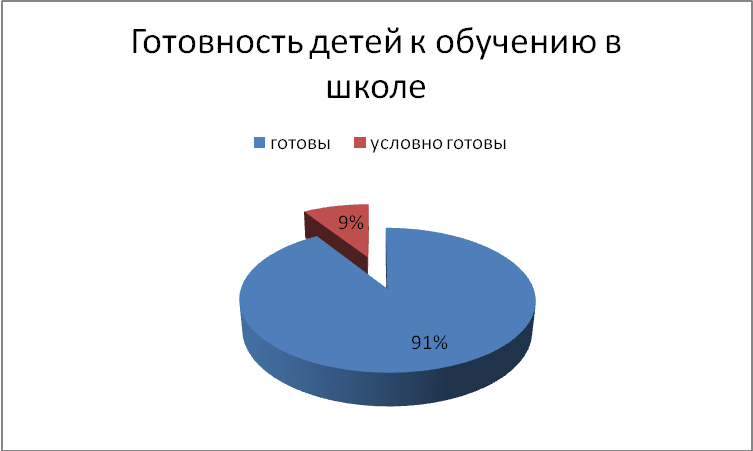 Готовность детей к обучению в
школе
готовы условно готовы
9%
91%